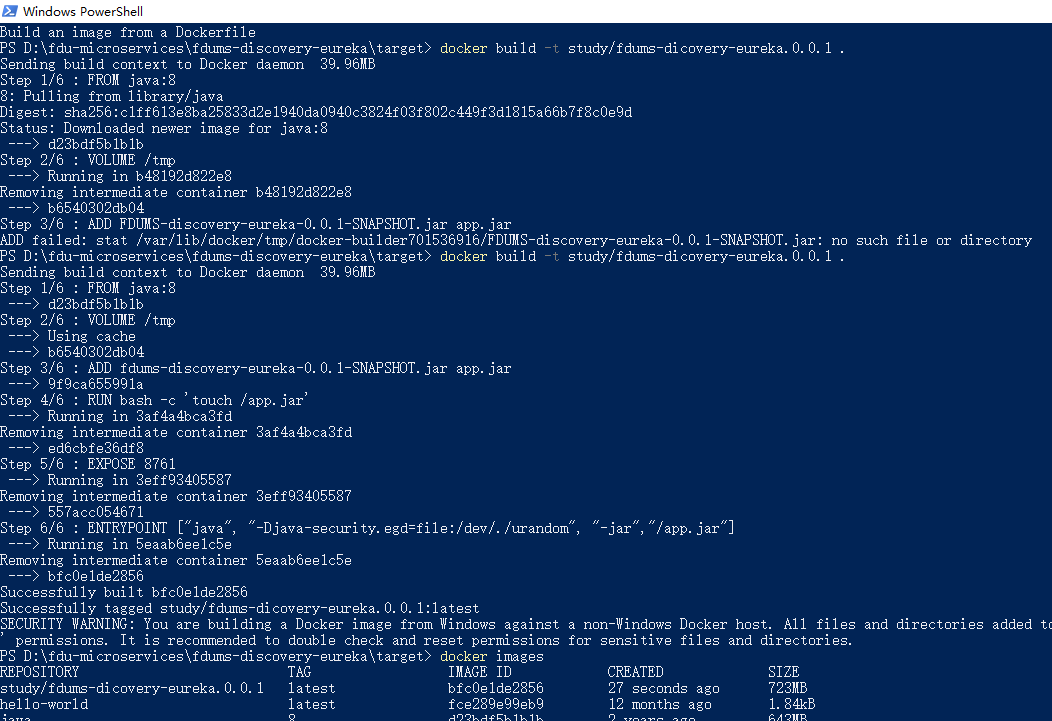 Windows PowerShell
Build an image from a Dockerfile
PS D:\fdu-microservices\fdums-discovery-eureka\target> docker build -t study/fdums-dicovery-eureka.0.0.1 .
Sending build context to Docker daemon  39.96MB
Step 1/6 : FROM java:8
8: Pulling from library/java
Digest: sha256:c1ff613e8ba25833d2e1940da0940c3824f03f802c449f3d1815a66b7f8c0e9d
Status: Downloaded newer image for java:8
 ---> d23bdf5b1b1b
Step 2/6 : VOLUME /tmp
 ---> Running in b48192d822e8
Removing intermediate container b48192d822e8
 ---> b6540302db04
Step 3/6 : ADD FDUMS-discovery-eureka-0.0.1-SNAPSHOT.jar app.jar
ADD failed: stat /var/lib/docker/tmp/docker-builder701536916/FDUMS-discovery-eureka-0.0.1-SNAPSHOT.jar: no such file or directory
PS D:\fdu-microservices\fdums-discovery-eureka\target> docker build -t study/fdums-dicovery-eureka.0.0.1 .
Sending build context to Docker daemon  39.96MB
Step 1/6 : FROM java:8
 ---> d23bdf5b1b1b
Step 2/6 : VOLUME /tmp
 ---> Using cache
 ---> b6540302db04
Step 3/6 : ADD fdums-discovery-eureka-0.0.1-SNAPSHOT.jar app.jar
 ---> 9f9ca655991a
Step 4/6 : RUN bash -c 'touch /app.jar'
 ---> Running in 3af4a4bca3fd
Removing intermediate container 3af4a4bca3fd
 ---> ed6cbfe36df8
Step 5/6 : EXPOSE 8761
 ---> Running in 3eff93405587
Removing intermediate container 3eff93405587
 ---> 557acc054671
Step 6/6 : ENTRYPOINT ["java", "-Djava-security.egd=file:/dev/./urandom", "-jar","/app.jar"]
 ---> Running in 5eaab6ee1c5e
Removing intermediate container 5eaab6ee1c5e
 ---> bfc0e1de2856
Successfully built bfc0e1de2856
Successfully tagged study/fdums-dicovery-eureka.0.0.1:latest
SECURITY WARNING: You are building a Docker image from Windows against a non-Windows Docker host. All files and directories added to
' permissions. It is recommended to double check and reset permissions for sensitive files and directories.
PS D:\fdu-microservices\fdums-discovery-eureka\target> docker images
REPOSITORY TAG IMAGE ID CREATED SIZE
study/fdums-dicovery-eureka.0.0.1 latest bfc0e1de2856 27 seconds ago 723MB
hello-world latest fce289e99eb9 12 months ago 1.84kB
java 8 d23bdf5b1b1b 2 years ago 643MB